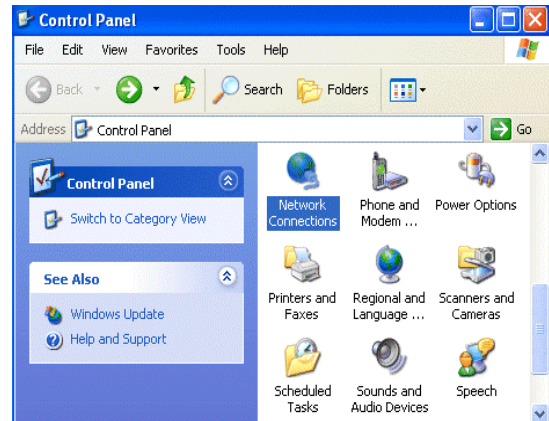 Control Panel
File Edit View Favorites Tools Help
Back Search Folders
Address Control Panel Go
Control Panel
Switch to Category View
See Also
Windows Update
Help and Support
Network Connections
Phone and Modem ...
Power Options
Printers and Faxes
Regional and Language ...
Scanners and Cameras
Scheduled Tasks
Sounds and Audio Devices
Speech